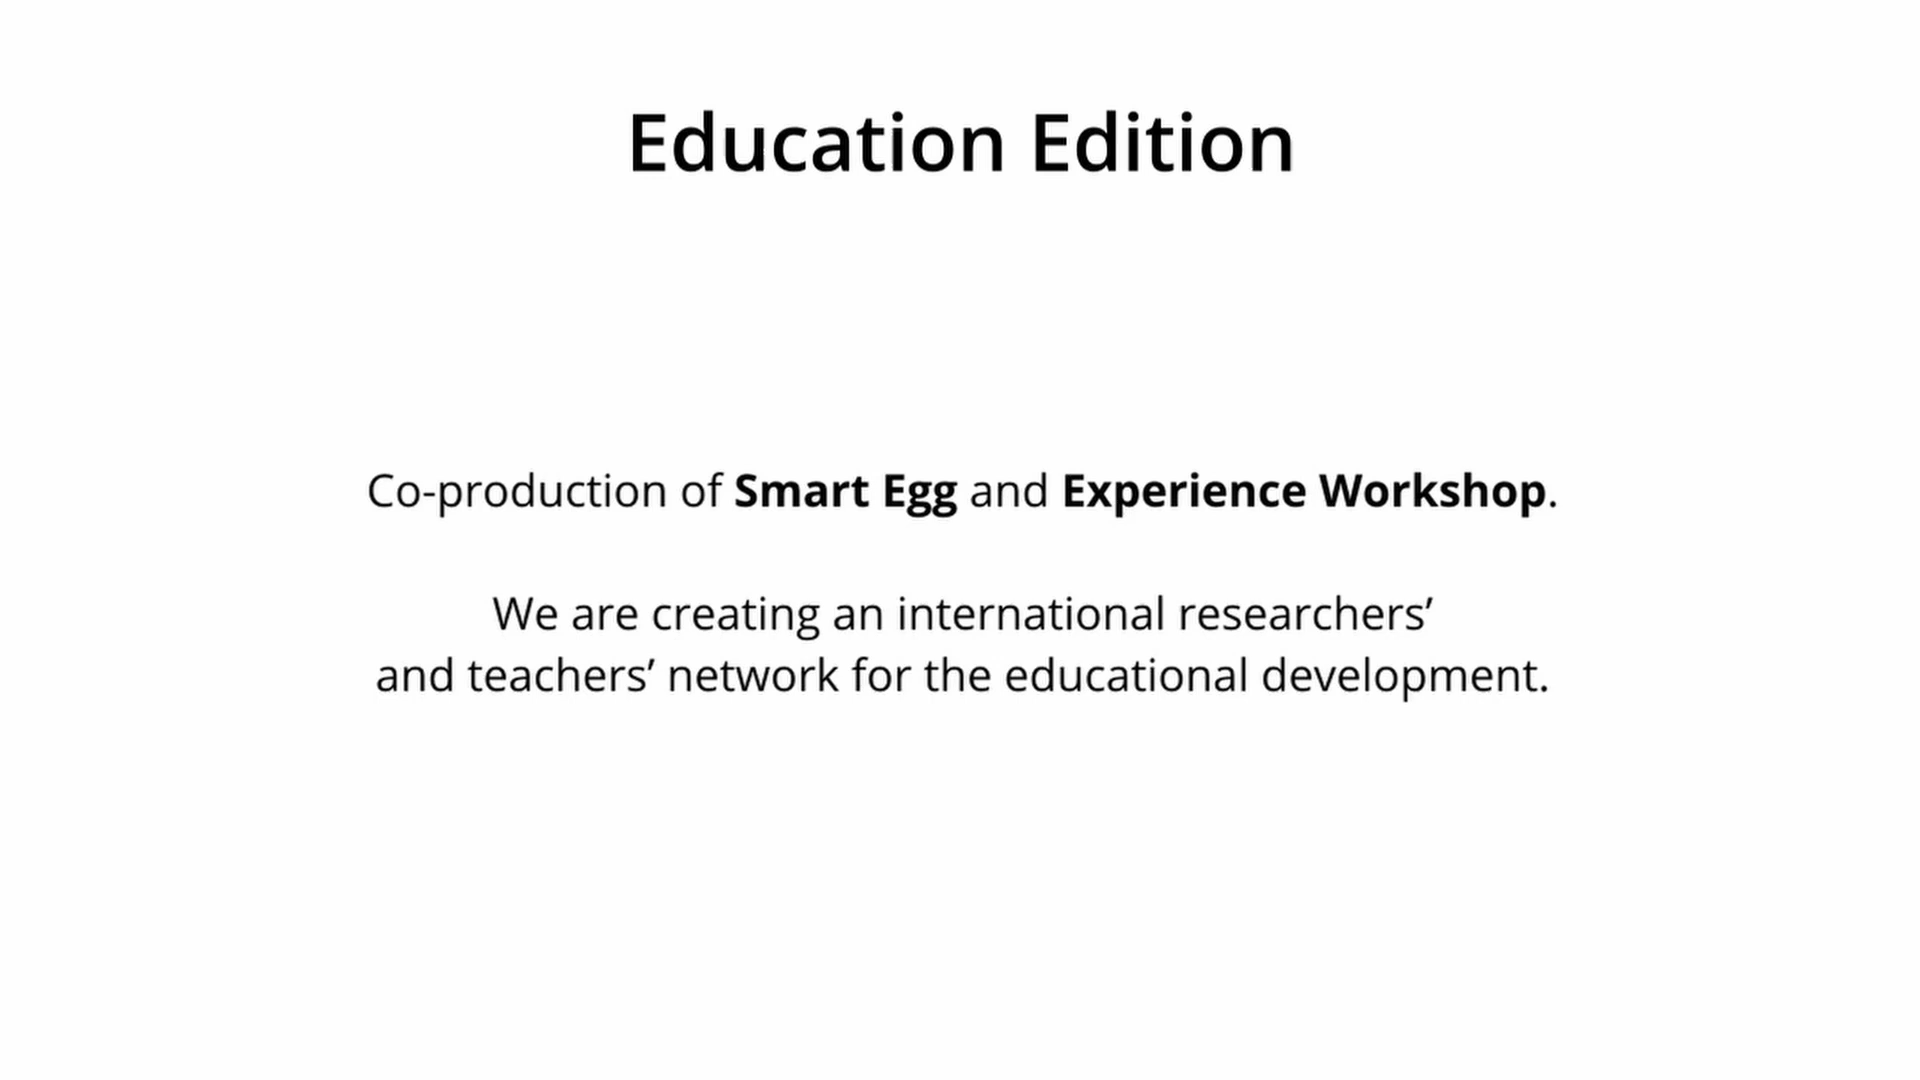 Education Edition
Co-production of Smart Egg and Experience Workshop.
We are creating an international researchers’
and teachers’ network for the educational development.